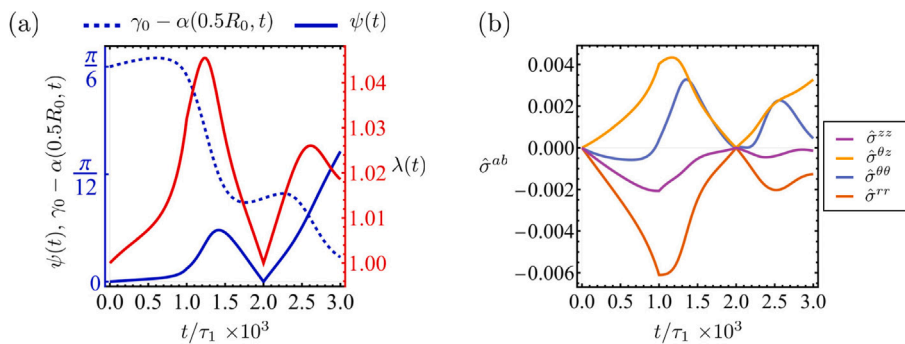 (a)
γ₀ − α(0.5R₀, t) ψ(t)
ψ(t), γ₀ − α(0.5R₀, t)
π/6
π/12
0
1.04
1.03
1.02
1.01
1.00
λ(t)
0.0 0.5 1.0 1.5 2.0 2.5 3.0
t/τ₁ ×10³
(b)
σ̂ᵃᵇ
0.004
0.002
0.000
−0.002
−0.004
−0.006
0.0 0.5 1.0 1.5 2.0 2.5 3.0
t/τ₁ ×10³
σ̂ᶻᶻ
σ̂ᶿᶻ
σ̂ᶿᶿ
σ̂ʳʳ